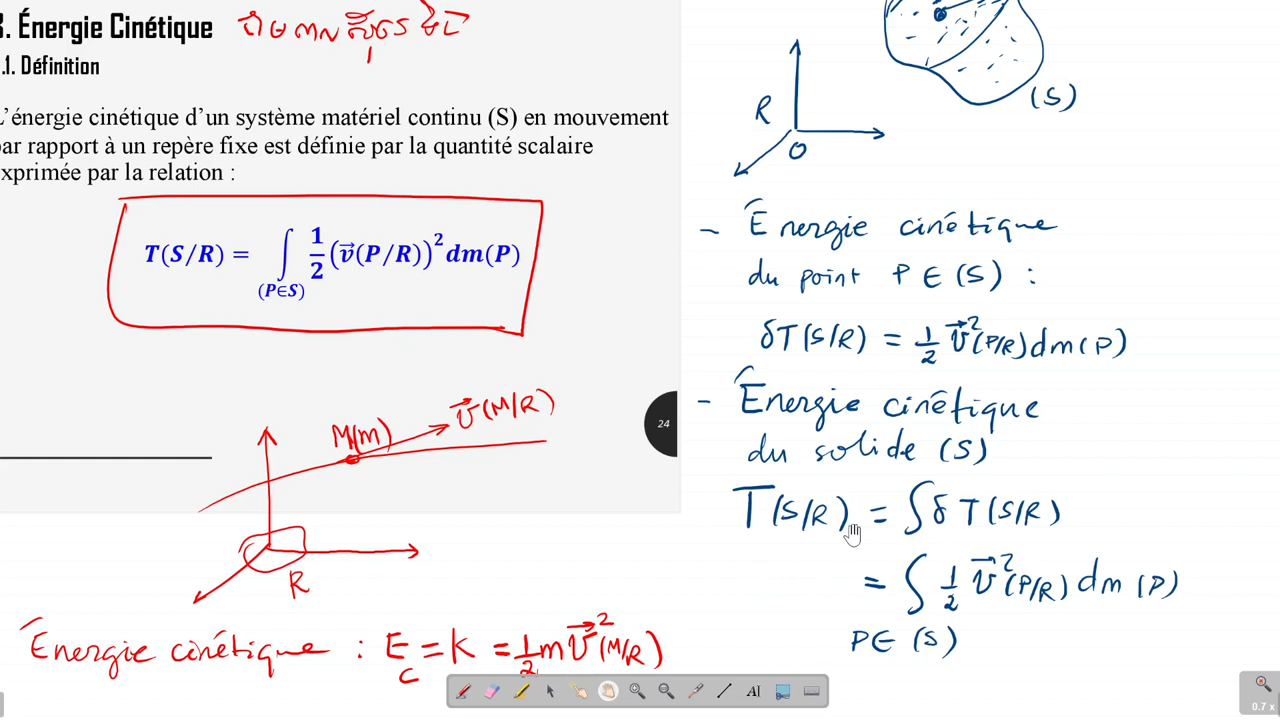 3. Énergie Cinétique
.1. Définition
L'énergie cinétique d'un système matériel continu (S) en mouvement
par rapport à un repère fixe est définie par la quantité scalaire
exprimée par la relation :
T(S/R) = ∫(P∈S) 1/2 (v⃗(P/R))² dm(P)
24
M(m)
v⃗(M/R)
R
Énergie cinétique : E_c = K = 1/2 m v⃗²(M/R)
(S)
R
O
- Énergie cinétique
du point P ∈ (S) :
δT(S/R) = 1/2 v⃗²(P/R) dm(P)
- Énergie cinétique
du solide (S)
T(S/R) = ∫ δT(S/R)
= ∫ 1/2 v⃗²(P/R) dm(P)
P∈(S)
AI
0.7 x